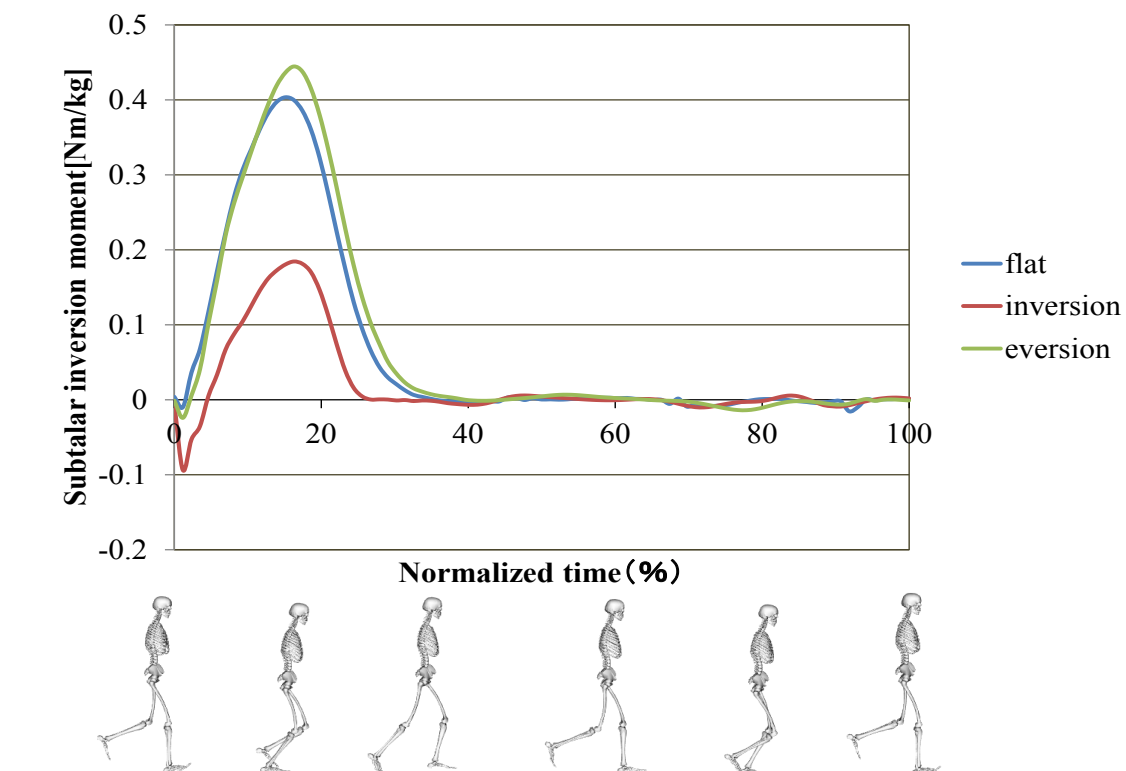 0.5
0.4
0.3
0.2
0.1
0
-0.1
-0.2
Subtalar inversion moment[Nm/kg]
0 20 40 60 80 100
Normalized time(%)
flat
inversion
eversion